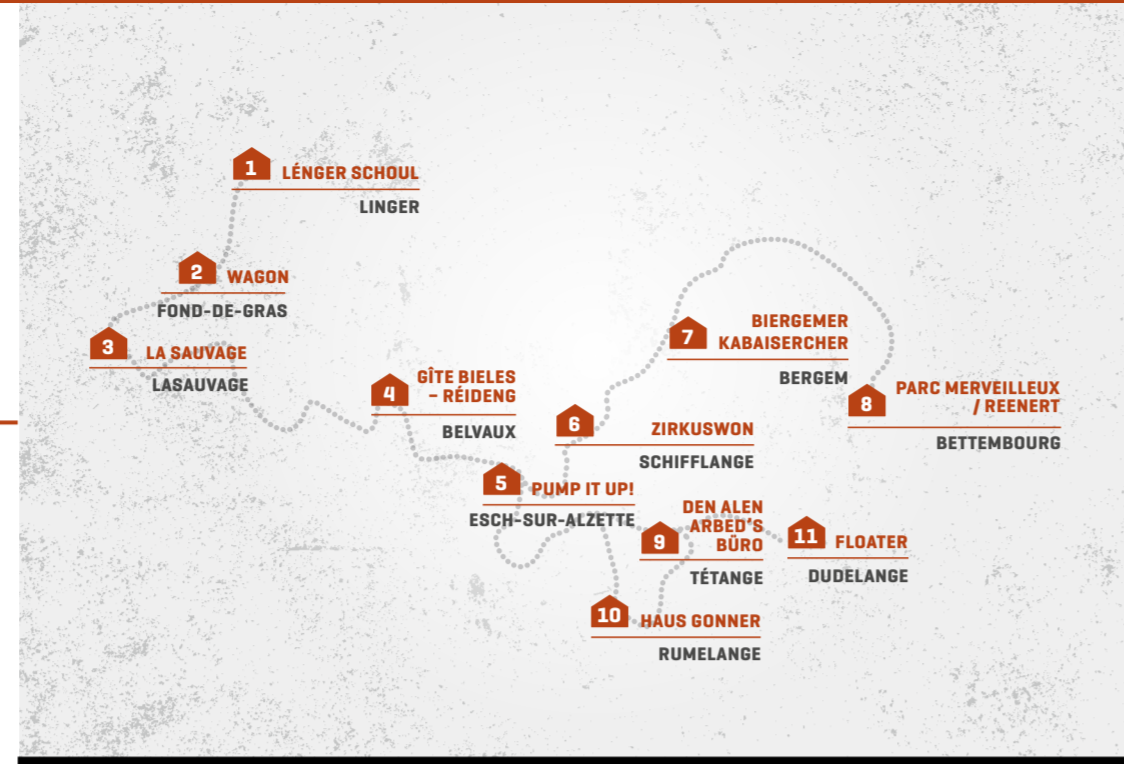 1
LÉNGER SCHOUL
LINGER
2
WAGON
FOND-DE-GRAS
3
LA SAUVAGE
LASAUVAGE
4
GÎTE BIELES
– RÉIDENG
BELVAUX
5
PUMP IT UP!
ESCH-SUR-ALZETTE
6
ZIRKUSWON
SCHIFFLANGE
7
BIERGEMER
KABAISERCHER
BERGEM
8
PARC MERVEILLEUX
/ REENERT
BETTEMBOURG
9
DEN ALEN
ARBED'S
BÜRO
TÉTANGE
10
HAUS GONNER
RUMELANGE
11
FLOATER
DUDELANGE